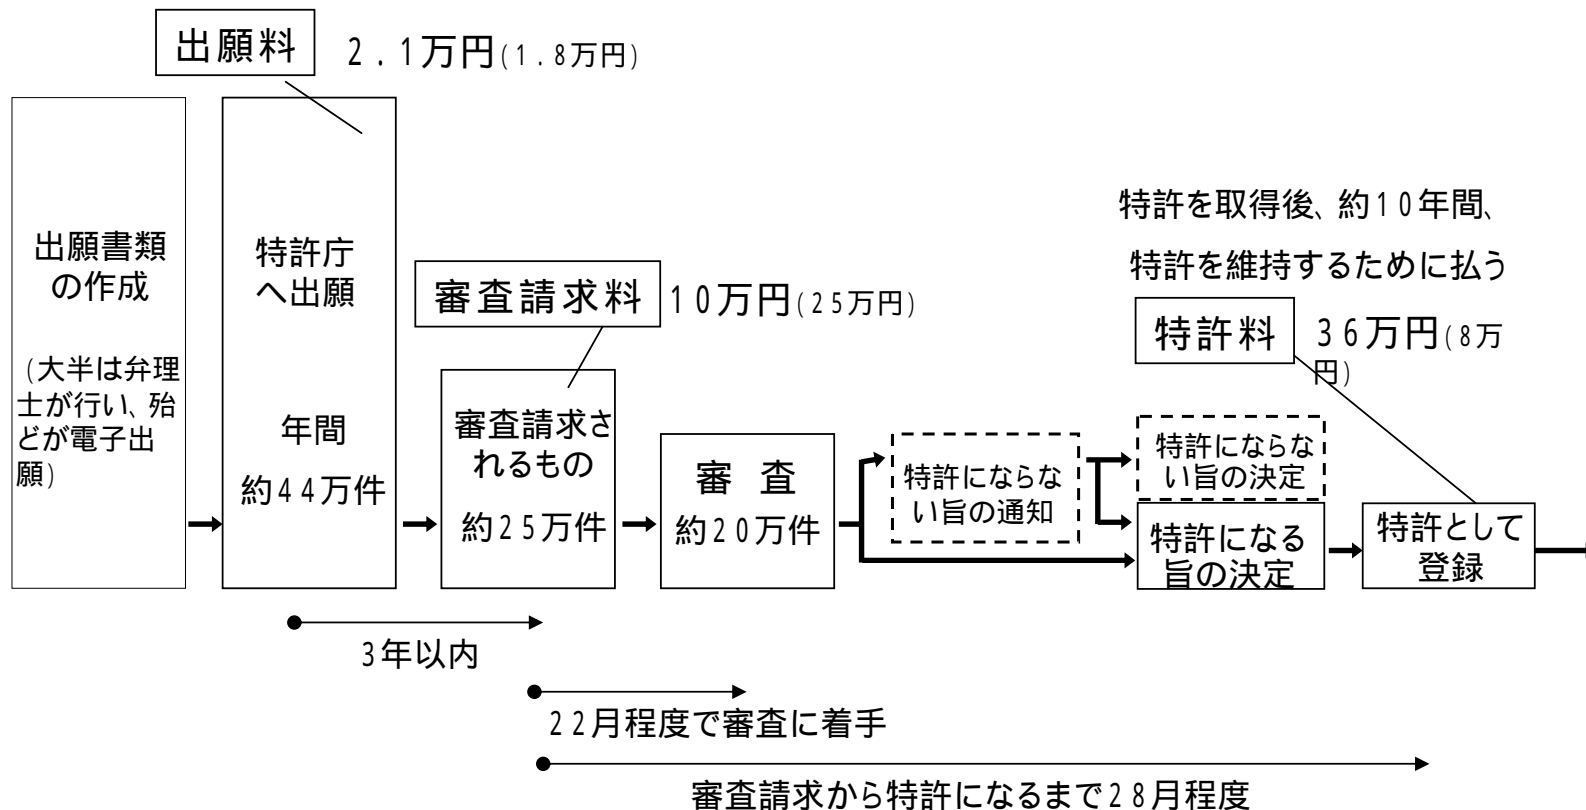 出願料
2.1万円(1.8万円)
出願書類
の作成
(大半は弁理
士が行い、殆
どが電子出
願)
特許庁
へ出願
年間
約44万件
審査請求料
10万円(25万円)
審査請求さ
れるもの
約25万件
審 査
約20万件
特許にならな
い旨の通知
特許を取得後、約10年間、
特許を維持するために払う
特許料
36万円(8万
円)
特許にならな
い旨の決定
特許になる
旨の決定
特許として
登録
3年以内
22月程度で審査に着手
審査請求から特許になるまで28月程度